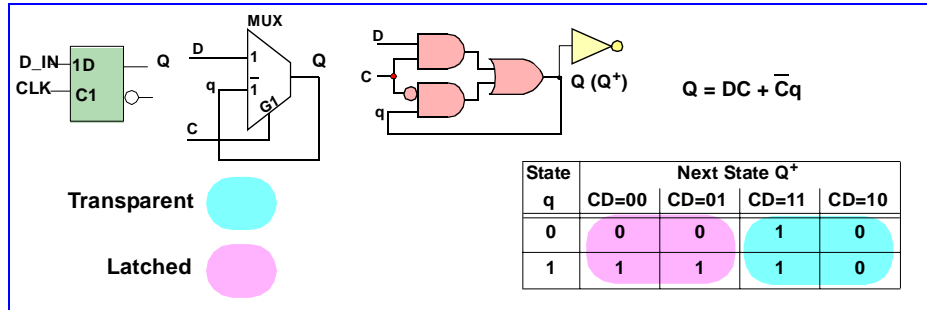 MUX
D_IN 1D Q
CLK C1
D 1 Q
q 1̅
G1
C
D
C
q
Q (Q⁺)
Q = DC + C̅q
Transparent
Latched
State Next State Q⁺
q CD=00 CD=01 CD=11 CD=10
0 0 0 1 0
1 1 1 1 0